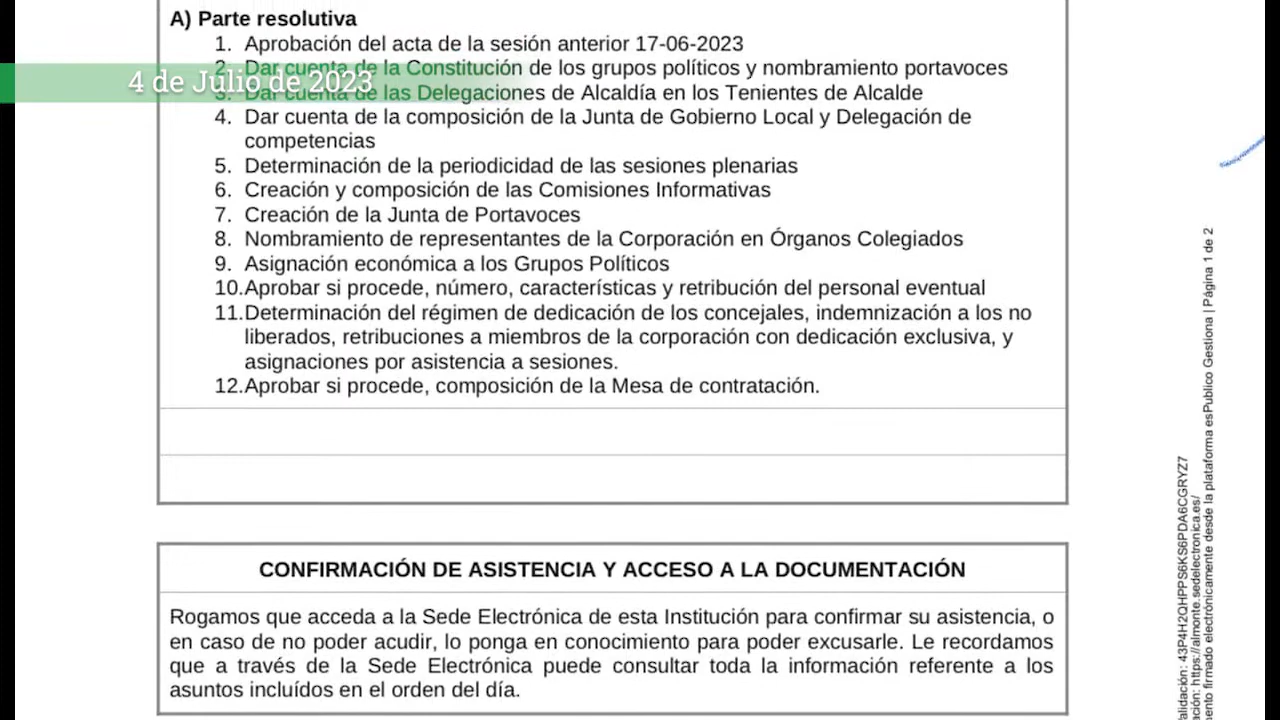 A) Parte resolutiva
1. Aprobación del acta de la sesión anterior 17-06-2023
2. Dar cuenta de la Constitución de los grupos políticos y nombramiento portavoces
4 de Julio de 2023
3. Dar cuenta de las Delegaciones de Alcaldía en los Tenientes de Alcalde
4. Dar cuenta de la composición de la Junta de Gobierno Local y Delegación de
competencias
5. Determinación de la periodicidad de las sesiones plenarias
6. Creación y composición de las Comisiones Informativas
7. Creación de la Junta de Portavoces
8. Nombramiento de representantes de la Corporación en Órganos Colegiados
9. Asignación económica a los Grupos Políticos
10.Aprobar si procede, número, características y retribución del personal eventual
11.Determinación del régimen de dedicación de los concejales, indemnización a los no
liberados, retribuciones a miembros de la corporación con dedicación exclusiva, y
asignaciones por asistencia a sesiones.
12.Aprobar si procede, composición de la Mesa de contratación.
CONFIRMACIÓN DE ASISTENCIA Y ACCESO A LA DOCUMENTACIÓN
Rogamos que acceda a la Sede Electrónica de esta Institución para confirmar su asistencia, o
en caso de no poder acudir, lo ponga en conocimiento para poder excusarle. Le recordamos
que a través de la Sede Electrónica puede consultar toda la información referente a los
asuntos incluídos en el orden del día.
alidación: 43P4H2QHPPS6KS6PDA6CGRYZ7
ación: https://almonte.sedelectronica.es/
ento firmado electrónicamente desde la plataforma esPublico Gestiona | Página 1 de 2